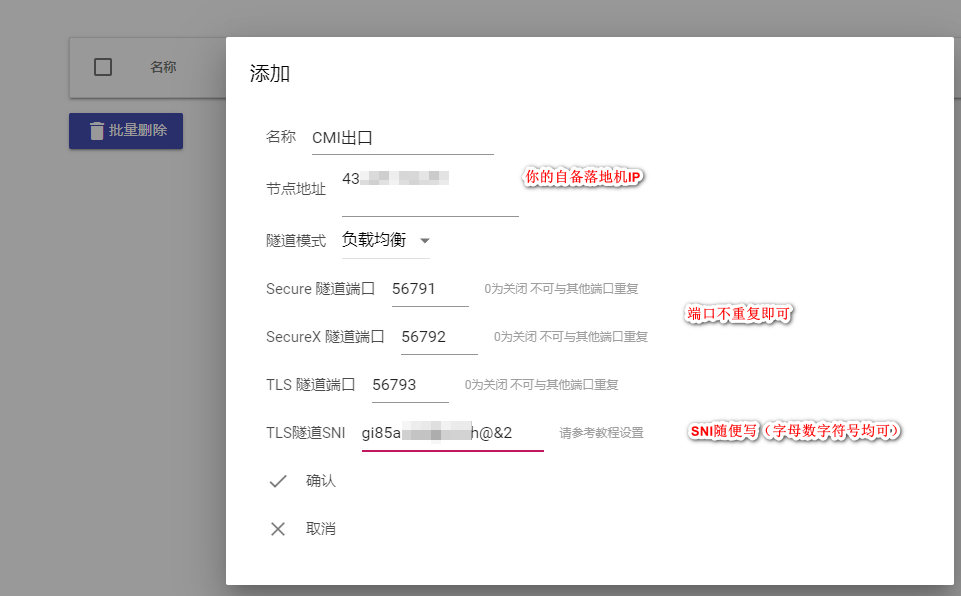 名称
批量删除
添加
名称 CMI出口
节点地址 43
你的自备落地机IP
隧道模式 负载均衡
Secure 隧道端口 56791 0为关闭 不可与其他端口重复
端口不重复即可
SecureX 隧道端口 56792 0为关闭 不可与其他端口重复
TLS 隧道端口 56793 0为关闭 不可与其他端口重复
TLS隧道SNI gi85a h@&2 请参考教程设置
SNI随便写（字母数字符号均可）
确认
取消